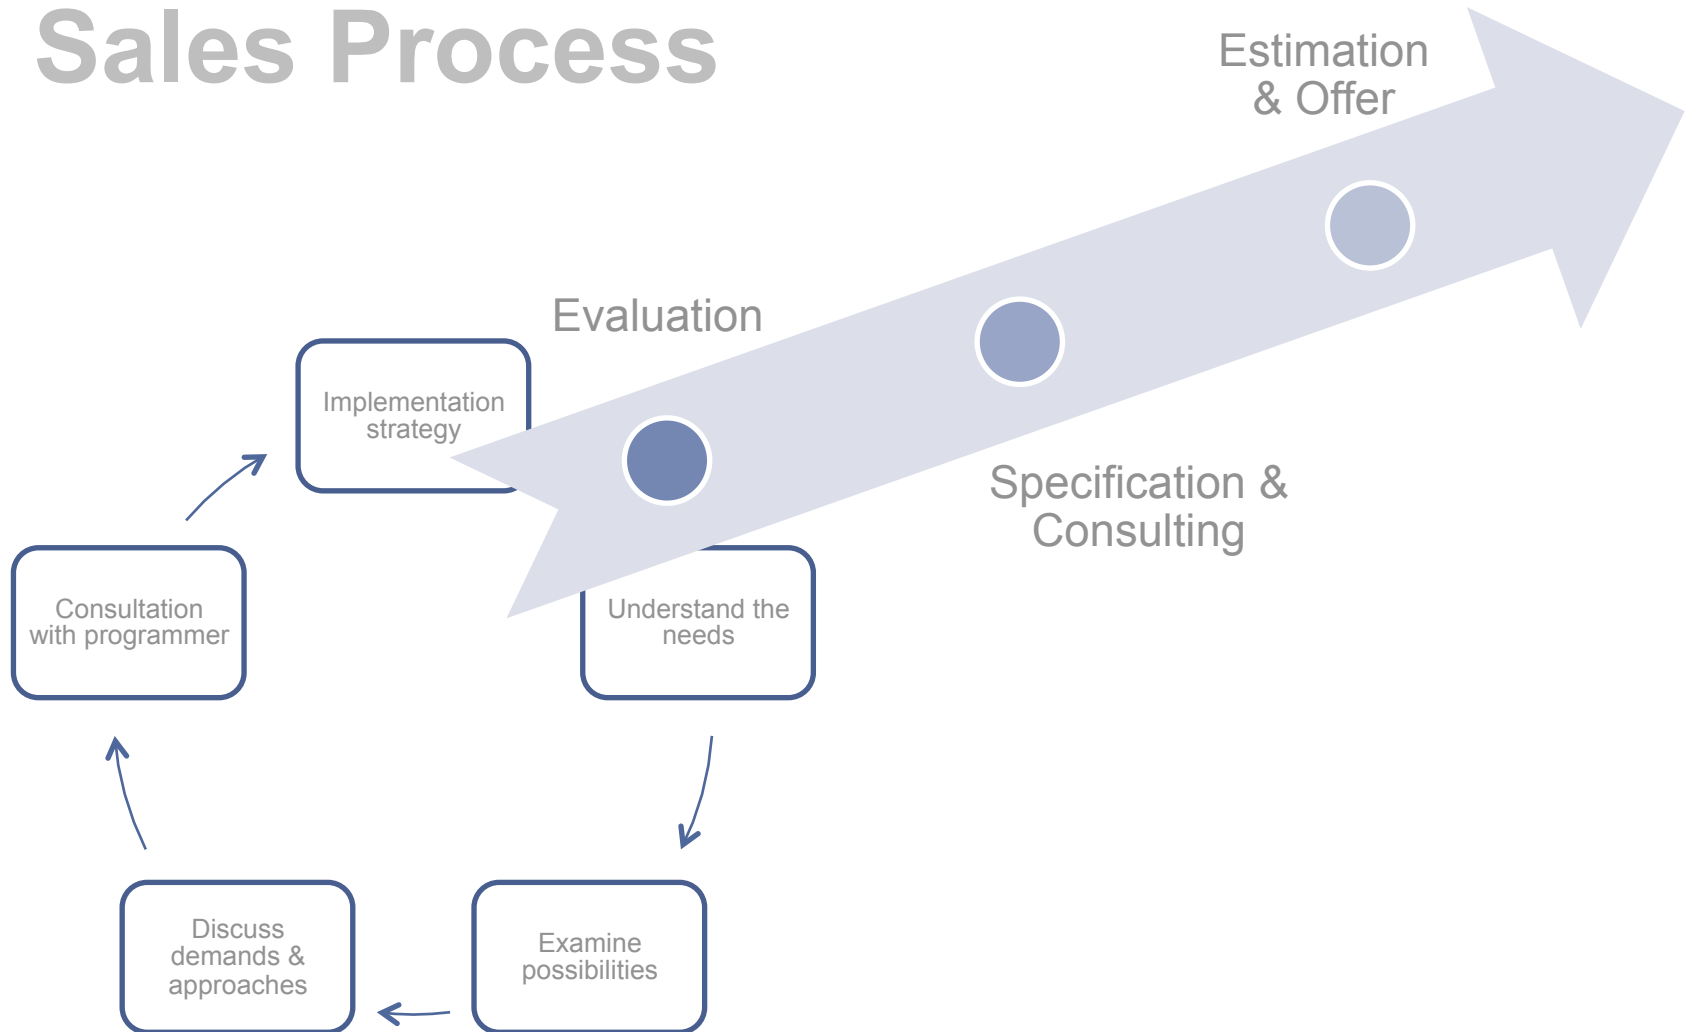 Sales Process
Estimation
& Offer
Evaluation
Implementation
strategy
Specification &
Consulting
Consultation
with programmer
Understand the
needs
Discuss
demands &
approaches
Examine
possibilities